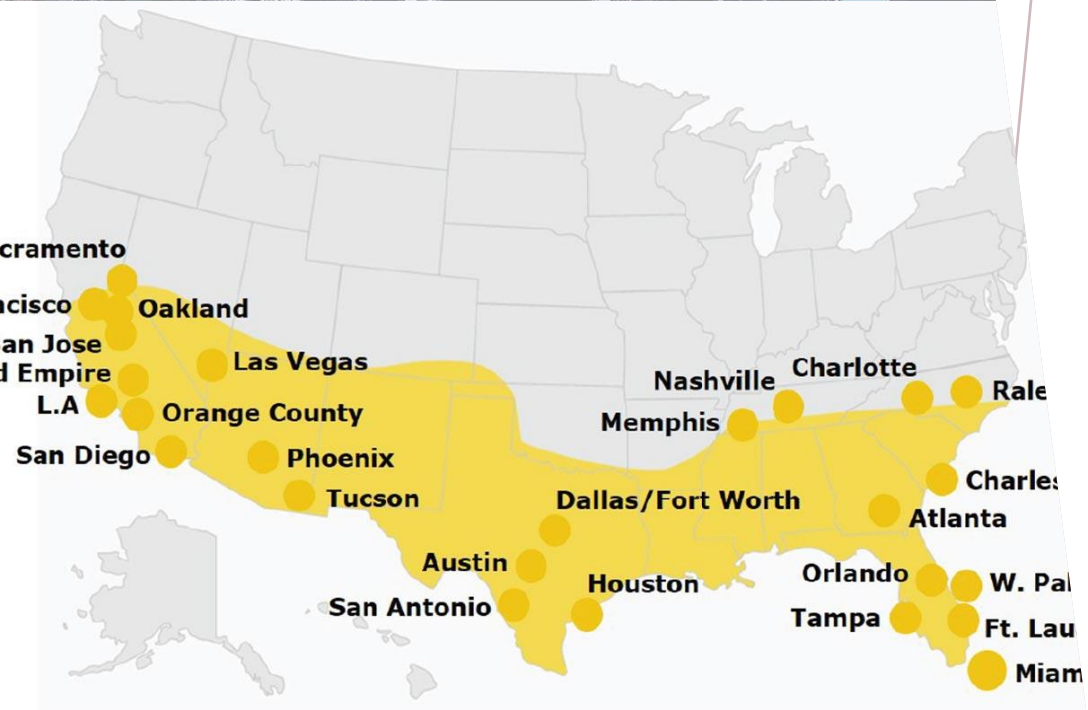 cramento
ncisco
Oakland
an Jose
d Empire
Las Vegas
L.A
Orange County
San Diego
Phoenix
Tucson
Nashville
Charlotte
Memphis
Rale
Dallas/Fort Worth
Charles
Atlanta
Austin
Houston
San Antonio
Orlando
W. Pal
Tampa
Ft. Lau
Miam